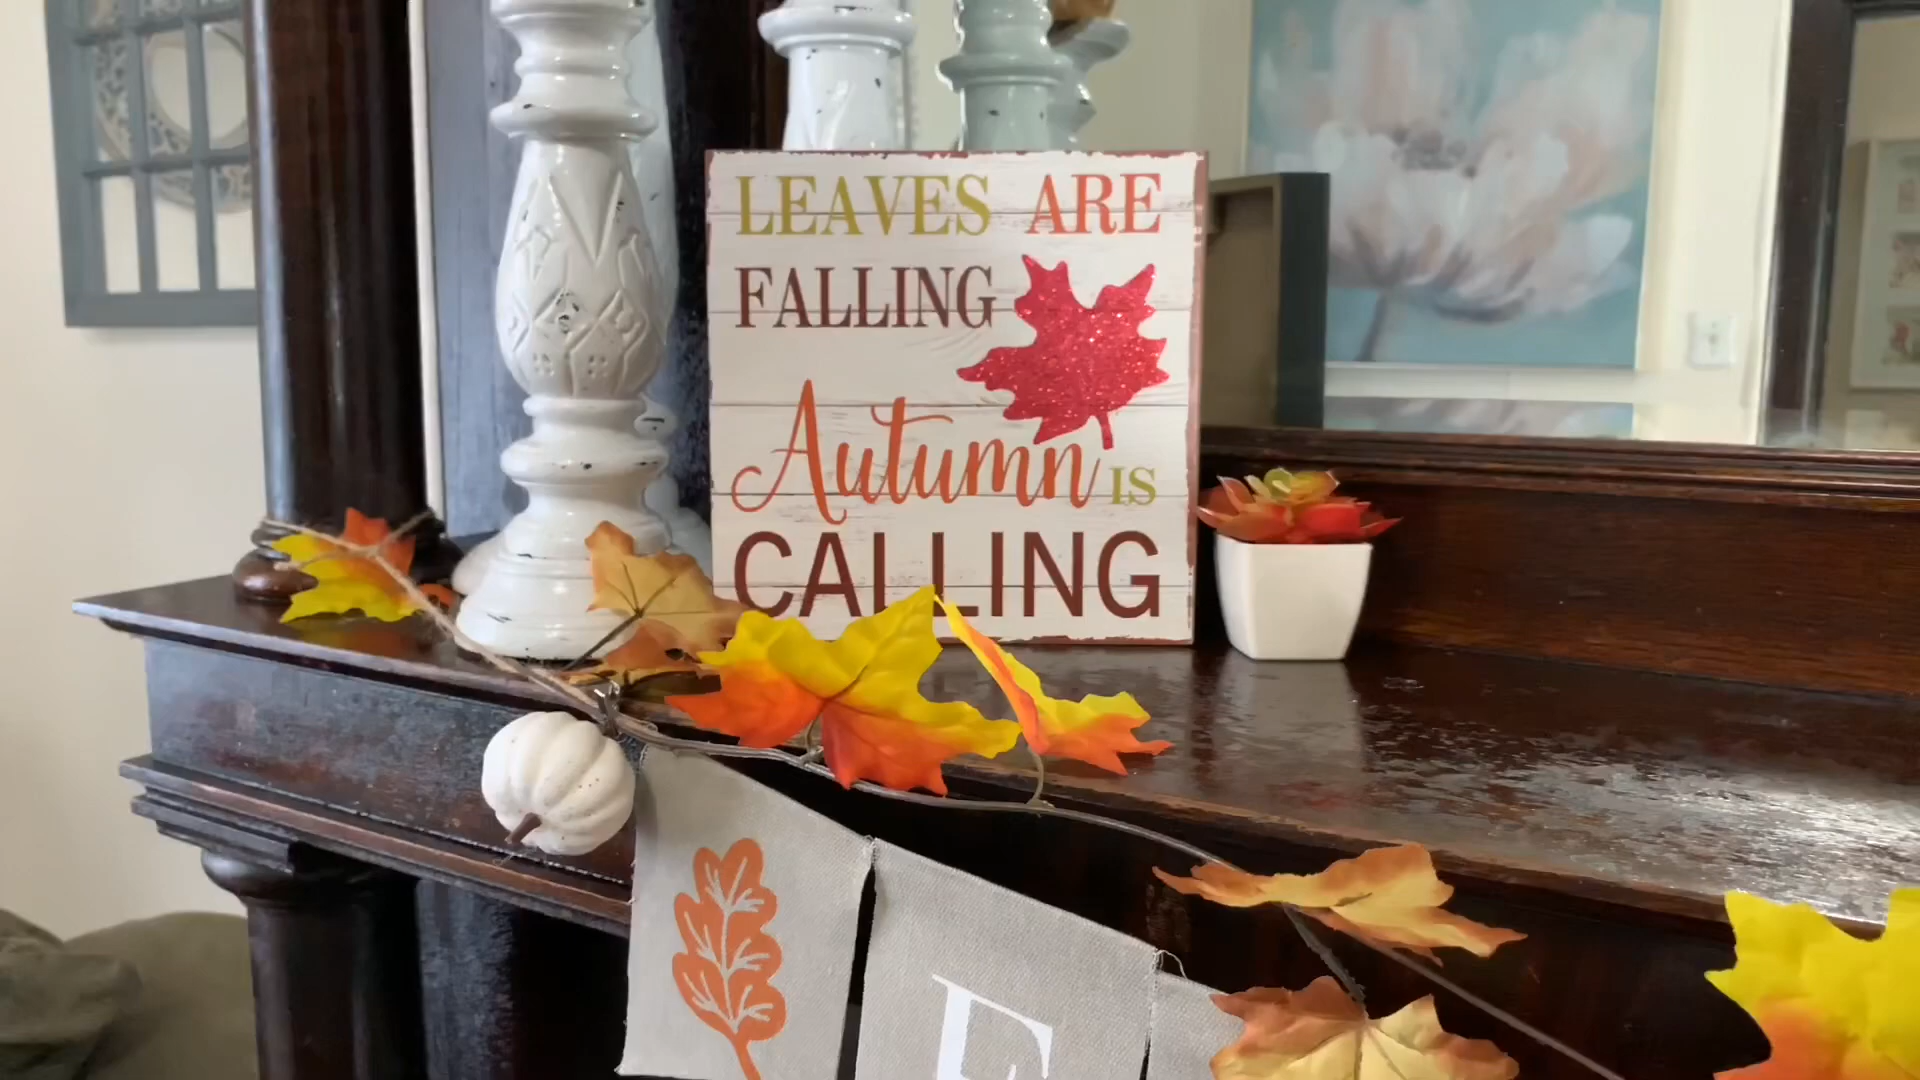 LEAVES ARE
FALLING
Autumn IS
CALLING
F